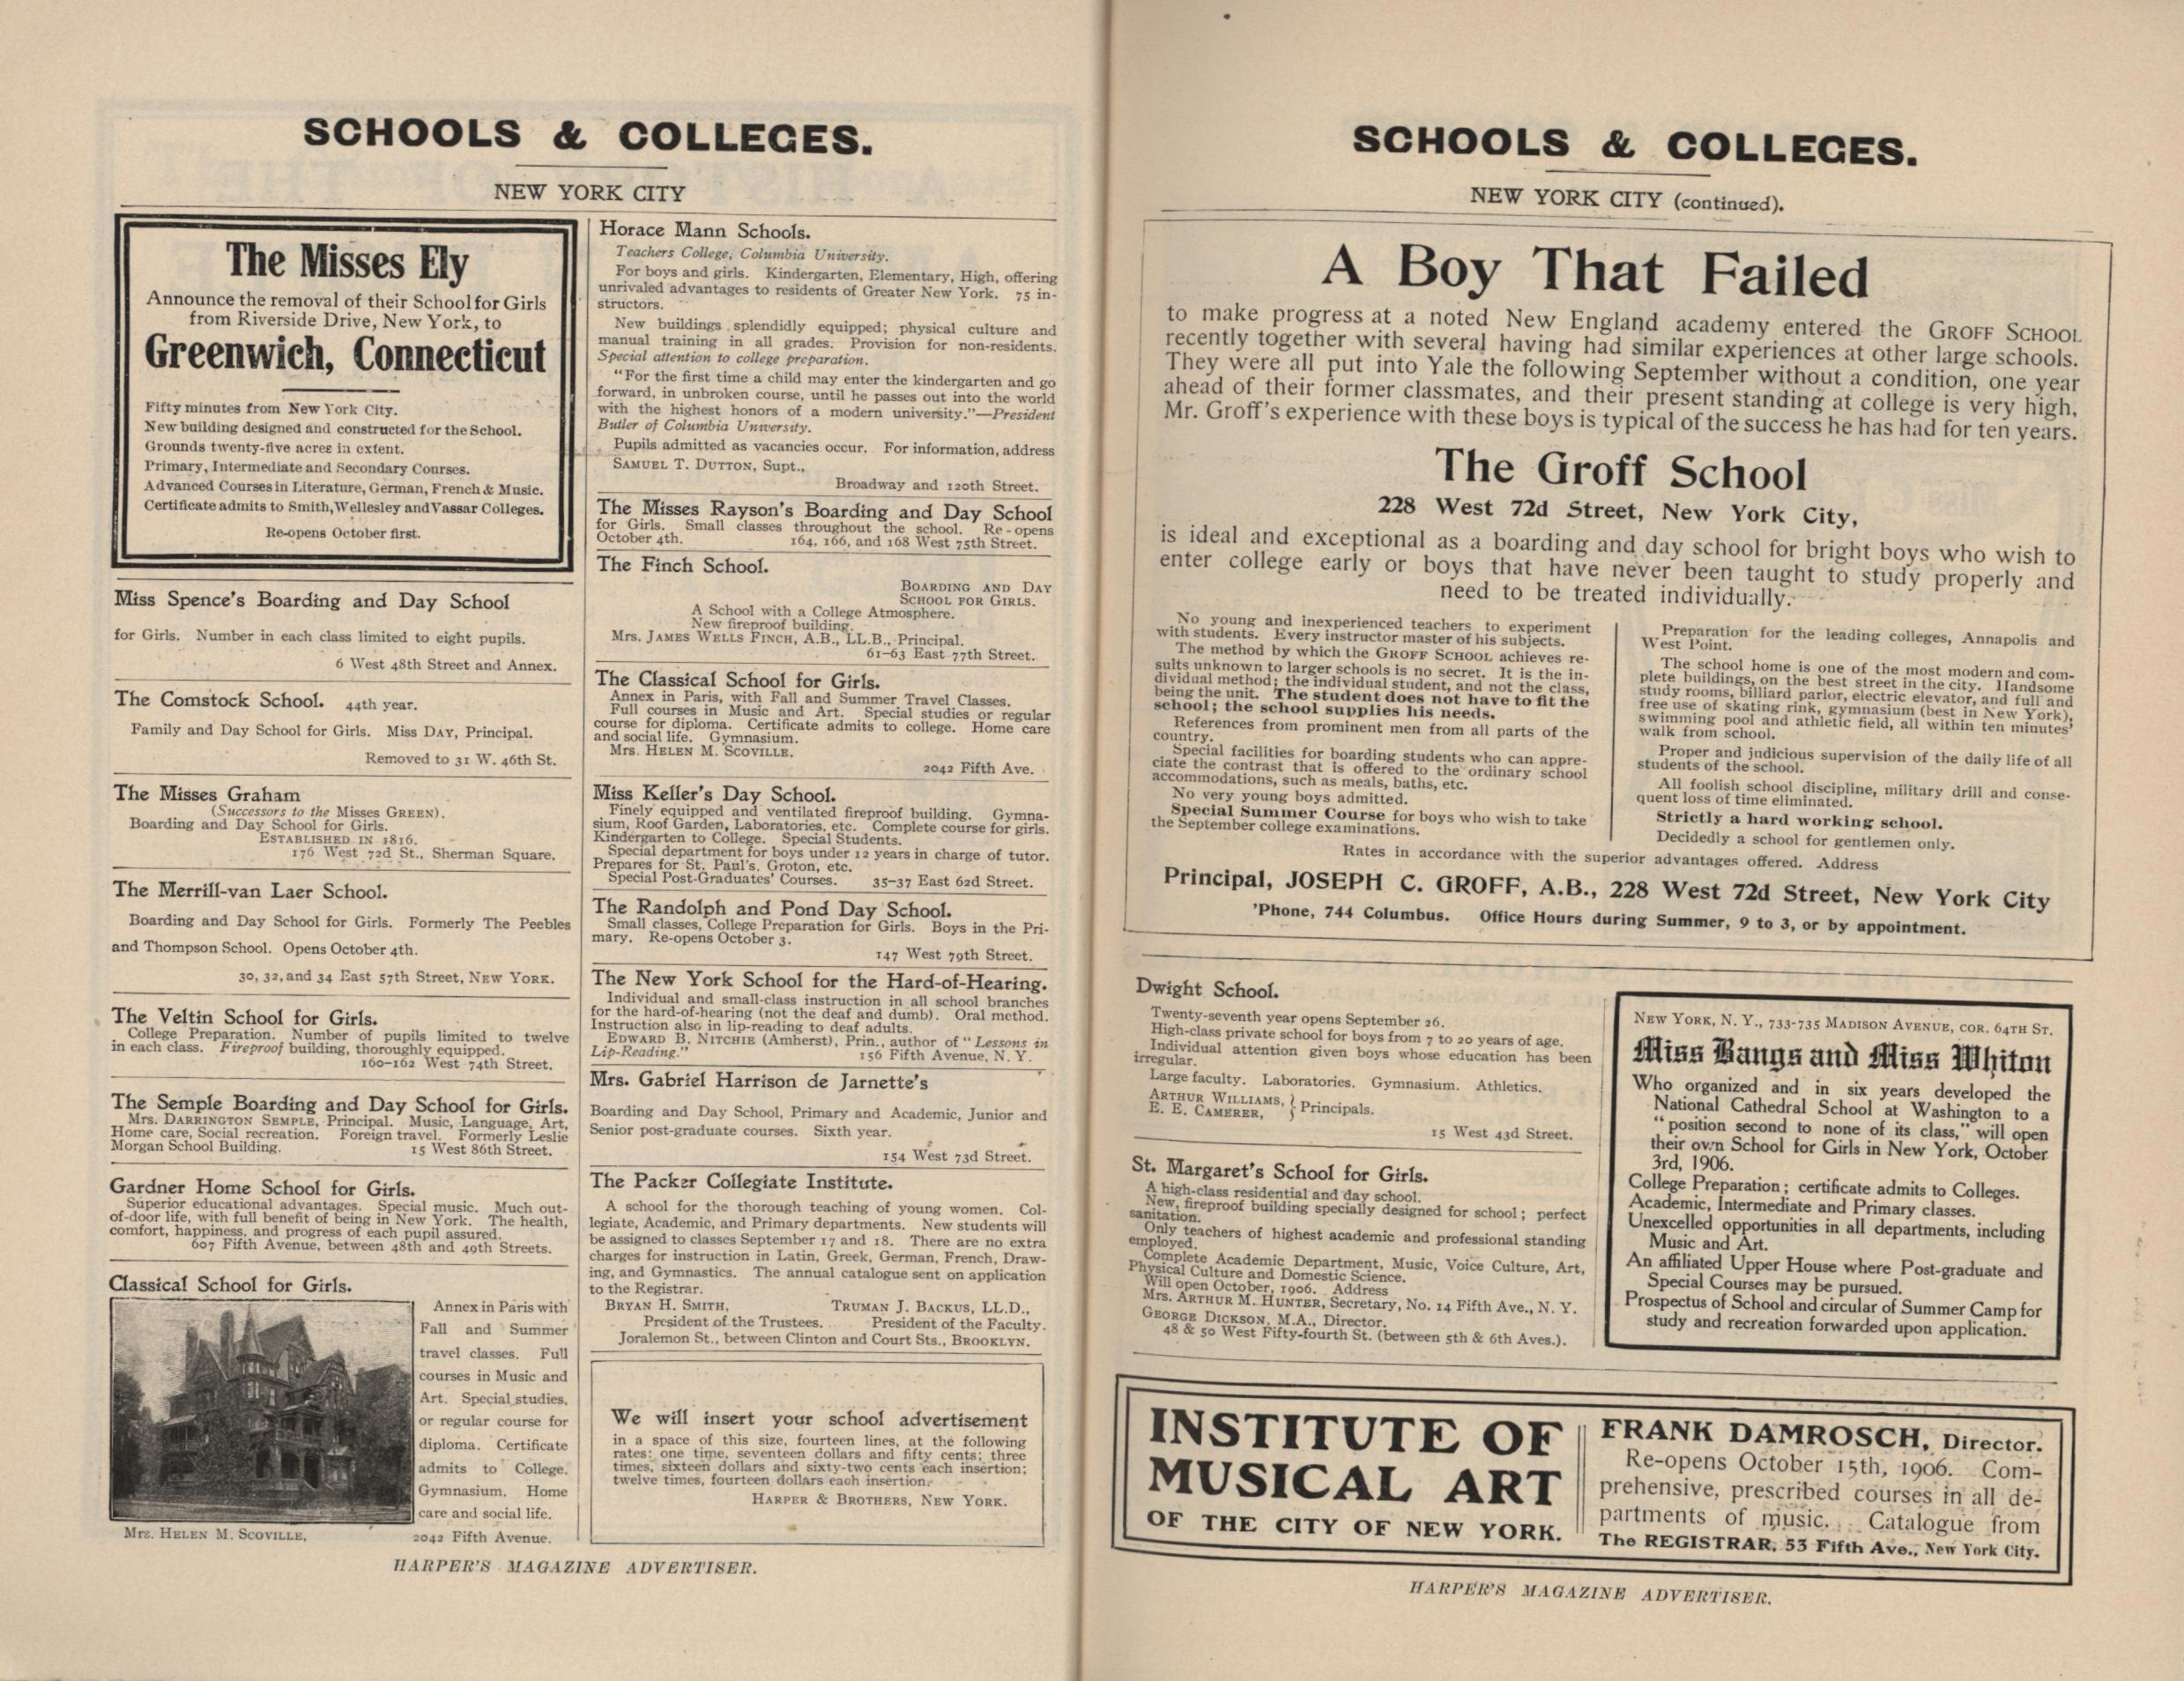 SCHOOLS & COLLEGES.
NEW YORK CITY
The Misses Ely
Announce the removal of their School for Girls
from Riverside Drive, New York, to
Greenwich, Connecticut
Fifty minutes from New York City.
New building designed and constructed for the School.
Grounds twenty-five acres in extent.
Primary, Intermediate and Secondary Courses.
Advanced Courses in Literature, German, French & Music.
Certificate admits to Smith, Wellesley and Vassar Colleges.
Re-opens October first.
Miss Spence's Boarding and Day School
for Girls. Number in each class limited to eight pupils.
6 West 48th Street and Annex.
The Comstock School. 44th year.
Family and Day School for Girls. Miss DAY, Principal.
Removed to 31 W. 46th St.
The Misses Graham
(Successors to the Misses GREEN).
Boarding and Day School for Girls.
ESTABLISHED IN 1816.
176 West 72d St., Sherman Square.
The Merrill-van Laer School.
Boarding and Day School for Girls. Formerly The Peebles
and Thompson School. Opens October 4th.
30, 32, and 34 East 57th Street, NEW YORK.
The Veltin School for Girls.
College Preparation. Number of pupils limited to twelve
in each class. Fireproof building, thoroughly equipped.
160-162 West 74th Street.
The Semple Boarding and Day School for Girls.
Mrs. DARRINGTON SEMPLE, Principal. Music, Language, Art,
Home care, Social recreation. Foreign travel. Formerly Leslie
Morgan School Building. 15 West 86th Street.
Gardner Home School for Girls.
Superior educational advantages. Special music. Much out-
of-door life, with full benefit of being in New York. The health,
comfort, happiness, and progress of each pupil assured.
607 Fifth Avenue, between 48th and 49th Streets.
Classical School for Girls.
Annex in Paris with
Fall and Summer
travel classes. Full
courses in Music and
Art. Special studies,
or regular course for
diploma. Certificate
admits to College.
Gymnasium. Home
care and social life.
Mrs. HELEN M. SCOVILLE, 2042 Fifth Avenue.
Horace Mann Schools.
Teachers College, Columbia University.
For boys and girls. Kindergarten, Elementary, High, offering
unrivaled advantages to residents of Greater New York. 75 in-
structors.
New buildings splendidly equipped; physical culture and
manual training in all grades. Provision for non-residents.
Special attention to college preparation.
"For the first time a child may enter the kindergarten and go
forward, in unbroken course, until he passes out into the world
with the highest honors of a modern university."—President
Butler of Columbia University.
Pupils admitted as vacancies occur. For information, address
SAMUEL T. DUTTON, Supt.,
Broadway and 120th Street.
The Misses Rayson's Boarding and Day School
for Girls. Small classes throughout the school. Re-opens
October 4th. 164, 166, and 168 West 75th Street.
The Finch School.
BOARDING AND DAY
SCHOOL FOR GIRLS.
A School with a College Atmosphere.
New fireproof building.
Mrs. JAMES WELLS FINCH, A.B., LL.B., Principal.
61-63 East 77th Street.
The Classical School for Girls.
Annex in Paris, with Fall and Summer Travel Classes.
Full courses in Music and Art. Special studies or regular
course for diploma. Certificate admits to college. Home care
and social life. Gymnasium.
Mrs. HELEN M. SCOVILLE.
2042 Fifth Ave.
Miss Keller's Day School.
Finely equipped and ventilated fireproof building. Gymna-
sium, Roof Garden, Laboratories, etc. Complete course for girls.
Kindergarten to College. Special Students.
Special department for boys under 12 years in charge of tutor.
Prepares for St. Paul's, Groton, etc.
Special Post-Graduates' Courses. 35-37 East 62d Street.
The Randolph and Pond Day School.
Small classes, College Preparation for Girls. Boys in the Pri-
mary. Re-opens October 3.
147 West 79th Street.
The New York School for the Hard-of-Hearing.
Individual and small-class instruction in all school branches
for the hard-of-hearing (not the deaf and dumb). Oral method.
Instruction also in lip-reading to deaf adults.
EDWARD B. NITCHIE (Amherst), Prin., author of "Lessons in
Lip-Reading." 156 Fifth Avenue, N. Y.
Mrs. Gabriel Harrison de Jarnette's
Boarding and Day School, Primary and Academic, Junior and
Senior post-graduate courses. Sixth year.
154 West 73d Street.
The Packer Collegiate Institute.
A school for the thorough teaching of young women. Col-
legiate, Academic, and Primary departments. New students will
be assigned to classes September 17 and 18. There are no extra
charges for instruction in Latin, Greek, German, French, Draw-
ing, and Gymnastics. The annual catalogue sent on application
to the Registrar.
BRYAN H. SMITH, TRUMAN J. BACKUS, LL.D.,
President of the Trustees. President of the Faculty.
Joralemon St., between Clinton and Court Sts., BROOKLYN.
We will insert your school advertisement
in a space of this size, fourteen lines, at the following
rates: one time, seventeen dollars and fifty cents; three
times, sixteen dollars and sixty-two cents each insertion;
twelve times, fourteen dollars each insertion.
HARPER & BROTHERS, NEW YORK.
HARPER'S MAGAZINE ADVERTISER.
SCHOOLS & COLLEGES.
NEW YORK CITY (continued).
A Boy That Failed
to make progress at a noted New England academy entered the GROFF SCHOOL
recently together with several having had similar experiences at other large schools.
They were all put into Yale the following September without a condition, one year
ahead of their former classmates, and their present standing at college is very high.
Mr. Groff's experience with these boys is typical of the success he has had for ten years.
The Groff School
228 West 72d Street, New York City,
is ideal and exceptional as a boarding and day school for bright boys who wish to
enter college early or boys that have never been taught to study properly and
need to be treated individually.
No young and inexperienced teachers to experiment
with students. Every instructor master of his subjects.
The method by which the GROFF SCHOOL achieves re-
sults unknown to larger schools is no secret. It is the in-
dividual method; the individual student, and not the class,
being the unit. The student does not have to fit the
school; the school supplies his needs.
References from prominent men from all parts of the
country.
Special facilities for boarding students who can appre-
ciate the contrast that is offered to the ordinary school
accommodations, such as meals, baths, etc.
No very young boys admitted.
Special Summer Course for boys who wish to take
the September college examinations.
Preparation for the leading colleges, Annapolis and
West Point.
The school home is one of the most modern and com-
plete buildings, on the best street in the city. Handsome
study rooms, billiard parlor, electric elevator, and full and
free use of skating rink, gymnasium (best in New York),
swimming pool and athletic field, all within ten minutes'
walk from school.
Proper and judicious supervision of the daily life of all
students of the school.
All foolish school discipline, military drill and conse-
quent loss of time eliminated.
Strictly a hard working school.
Decidedly a school for gentlemen only.
Rates in accordance with the superior advantages offered. Address
Principal, JOSEPH C. GROFF, A.B., 228 West 72d Street, New York City
'Phone, 744 Columbus. Office Hours during Summer, 9 to 3, or by appointment.
Dwight School.
Twenty-seventh year opens September 26.
High-class private school for boys from 7 to 20 years of age.
Individual attention given boys whose education has been
irregular.
Large faculty. Laboratories. Gymnasium. Athletics.
ARTHUR WILLIAMS, } Principals.
E. E. CAMERER,
15 West 43d Street.
St. Margaret's School for Girls.
A high-class residential and day school.
New, fireproof building specially designed for school; perfect
sanitation.
Only teachers of highest academic and professional standing
employed.
Complete Academic Department, Music, Voice Culture, Art,
Physical Culture and Domestic Science.
Will open October, 1906. Address
Mrs. ARTHUR M. HUNTER, Secretary, No. 14 Fifth Ave., N. Y.
GEORGE DICKSON, M.A., Director.
48 & 50 West Fifty-fourth St. (between 5th & 6th Aves.).
NEW YORK, N. Y., 733-735 MADISON AVENUE, COR. 64TH ST.
Miss Bangs and Miss Whiton
Who organized and in six years developed the
National Cathedral School at Washington to a
"position second to none of its class," will open
their own School for Girls in New York, October
3rd, 1906.
College Preparation; certificate admits to Colleges.
Academic, Intermediate and Primary classes.
Unexcelled opportunities in all departments, including
Music and Art.
An affiliated Upper House where Post-graduate and
Special Courses may be pursued.
Prospectus of School and circular of Summer Camp for
study and recreation forwarded upon application.
INSTITUTE OF
MUSICAL ART
OF THE CITY OF NEW YORK.
FRANK DAMROSCH, Director.
Re-opens October 15th, 1906. Com-
prehensive, prescribed courses in all de-
partments of music. Catalogue from
The REGISTRAR, 53 Fifth Ave., New York City.
HARPER'S MAGAZINE ADVERTISER.